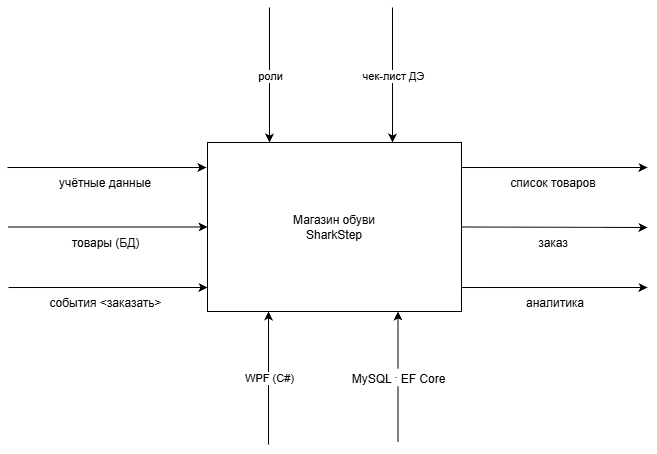 роли
чек-лист ДЭ
учётные данные
список товаров
Магазин обуви
SharkStep
товары (БД)
заказ
события <заказать>
аналитика
WPF (C#)
MySQL · EF Core